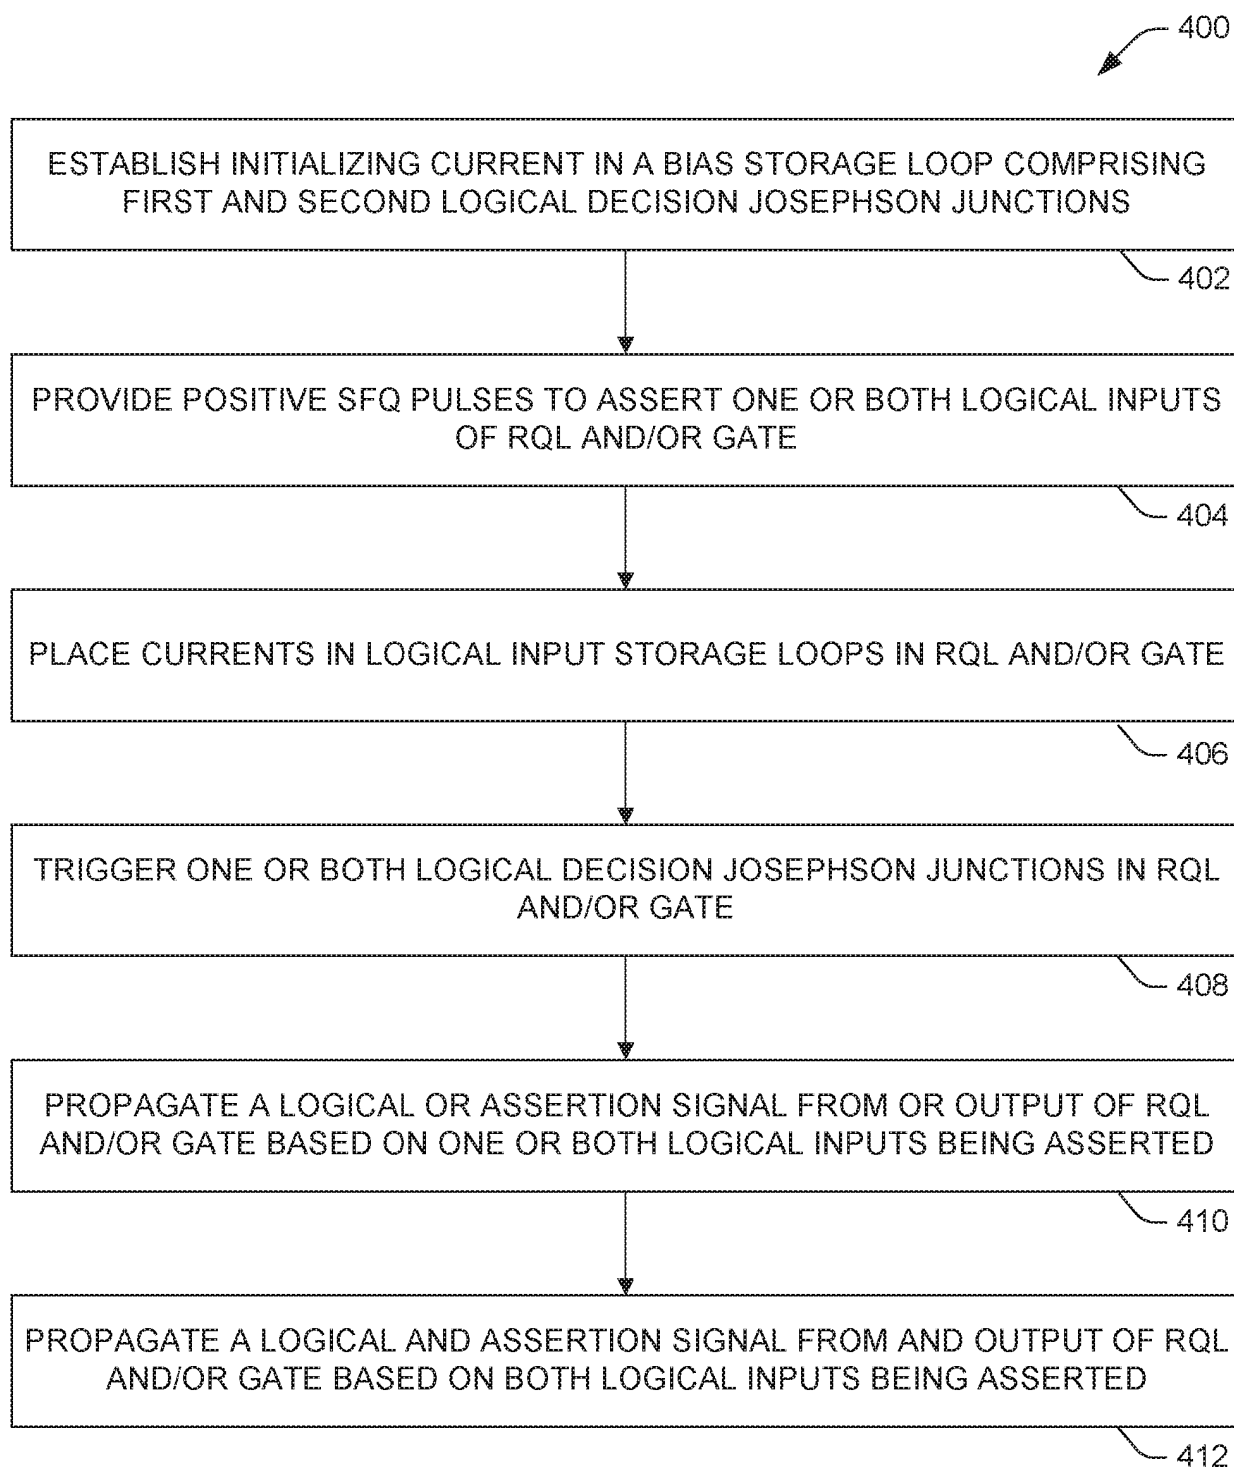 400
ESTABLISH INITIALIZING CURRENT IN A BIAS STORAGE LOOP COMPRISING
FIRST AND SECOND LOGICAL DECISION JOSEPHSON JUNCTIONS
402
PROVIDE POSITIVE SFQ PULSES TO ASSERT ONE OR BOTH LOGICAL INPUTS
OF RQL AND/OR GATE
404
PLACE CURRENTS IN LOGICAL INPUT STORAGE LOOPS IN RQL AND/OR GATE
406
TRIGGER ONE OR BOTH LOGICAL DECISION JOSEPHSON JUNCTIONS IN RQL
AND/OR GATE
408
PROPAGATE A LOGICAL OR ASSERTION SIGNAL FROM OR OUTPUT OF RQL
AND/OR GATE BASED ON ONE OR BOTH LOGICAL INPUTS BEING ASSERTED
410
PROPAGATE A LOGICAL AND ASSERTION SIGNAL FROM AND OUTPUT OF RQL
AND/OR GATE BASED ON BOTH LOGICAL INPUTS BEING ASSERTED
412